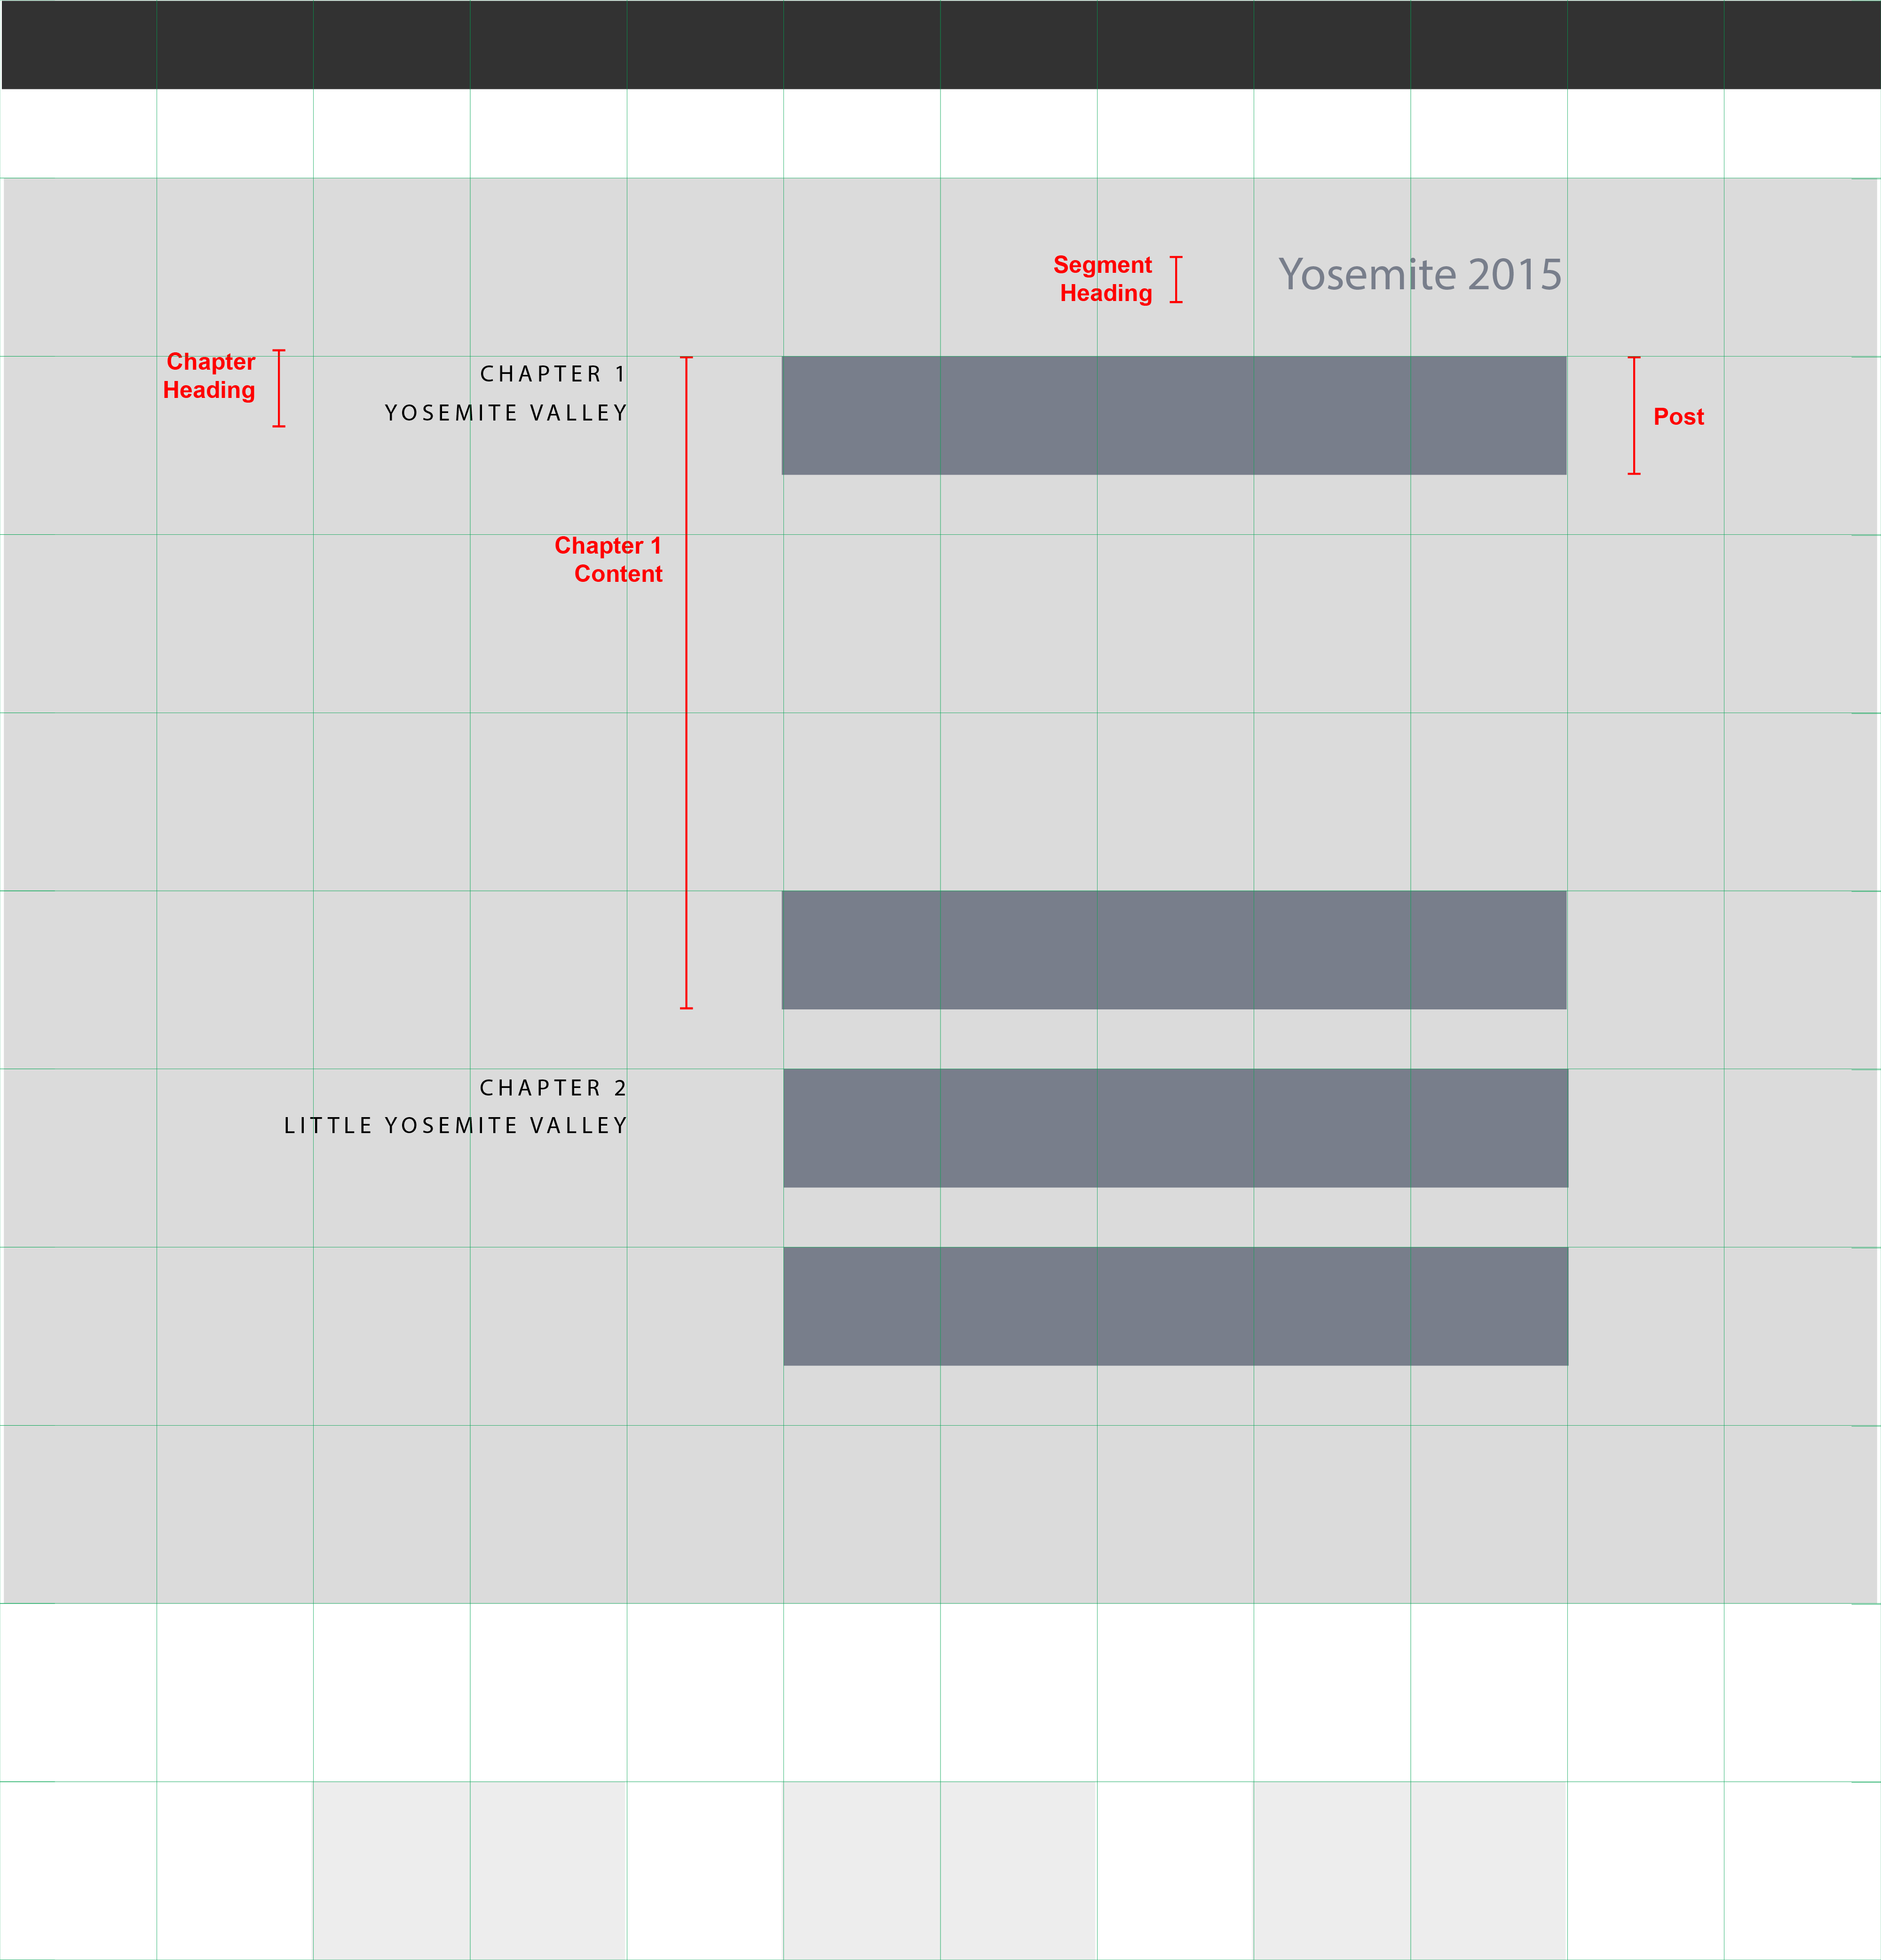 Segment
Heading
Yosemite 2015
Chapter
Heading
CHAPTER 1
YOSEMITE VALLEY
Post
Chapter 1
Content
CHAPTER 2
LITTLE YOSEMITE VALLEY